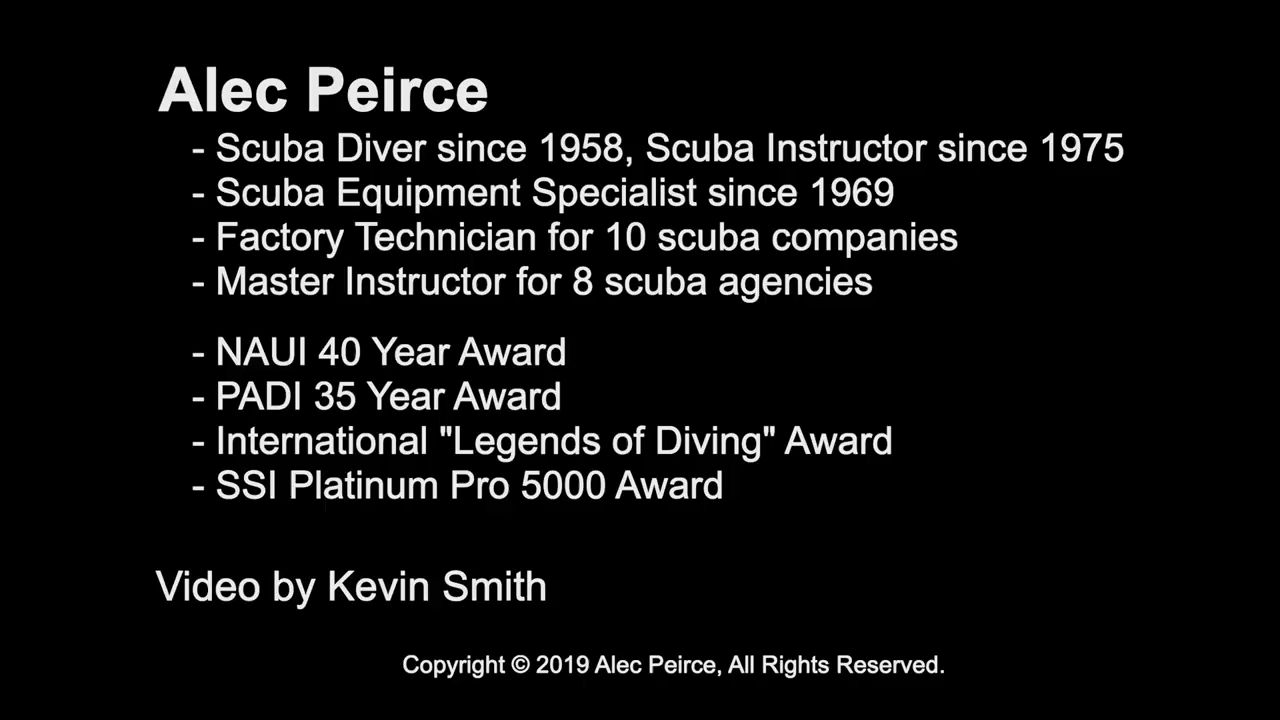 Alec Peirce
- Scuba Diver since 1958, Scuba Instructor since 1975
- Scuba Equipment Specialist since 1969
- Factory Technician for 10 scuba companies
- Master Instructor for 8 scuba agencies
- NAUI 40 Year Award
- PADI 35 Year Award
- International "Legends of Diving" Award
- SSI Platinum Pro 5000 Award
Video by Kevin Smith
Copyright © 2019 Alec Peirce, All Rights Reserved.